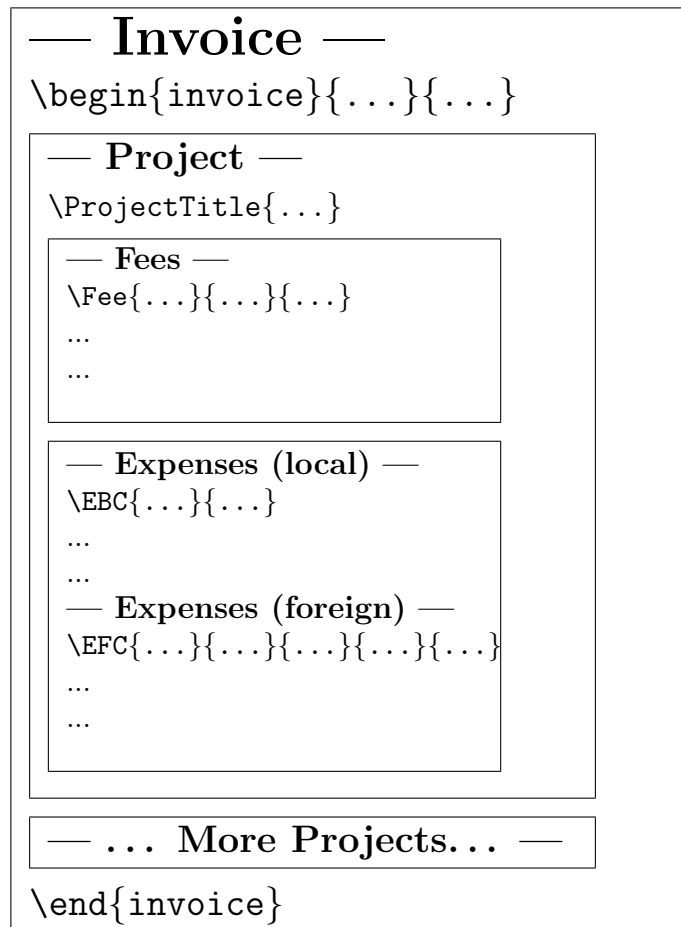 — Invoice —
\begin{invoice}{...}{...}
— Project —
\ProjectTitle{...}
— Fees —
\Fee{...}{...}{...}
...
...
— Expenses (local) —
\EBC{...}{...}
...
...
— Expenses (foreign) —
\EFC{...}{...}{...}{...}{...}
...
...
— ... More Projects... —
\end{invoice}